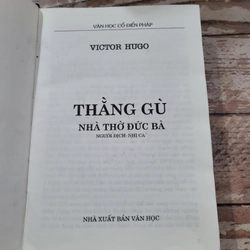 VĂN HỌC CỔ ĐIỂN PHÁP
VICTOR HUGO
THẰNG GÙ
NHÀ THỜ ĐỨC BÀ
NGƯỜI DỊCH: NHỊ CA
NHÀ XUẤT BẢN VĂN HỌC